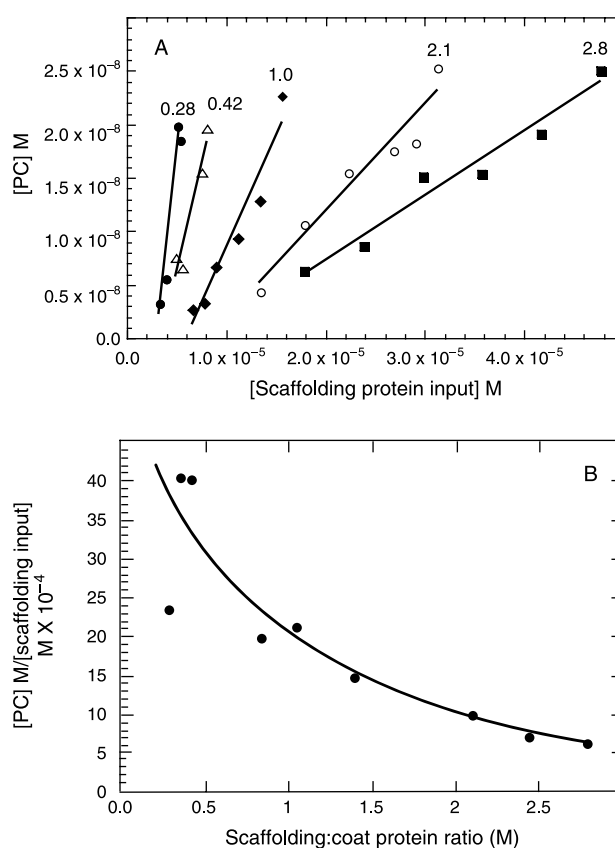 A
0.28
0.42
1.0
2.1
2.8
2.5 x 10⁻⁸
2.0 x 10⁻⁸
1.5 x 10⁻⁸
1.0 x 10⁻⁸
0.5 x 10⁻⁸
0.0
[PC] M
0.0
1.0 x 10⁻⁵
2.0 x 10⁻⁵
3.0 x 10⁻⁵
4.0 x 10⁻⁵
[Scaffolding protein input] M
B
40
35
30
25
20
15
10
5
0
[PC] M/[scaffolding input]
M X 10⁻⁴
0.0
0.5
1
1.5
2
2.5
Scaffolding:coat protein ratio (M)